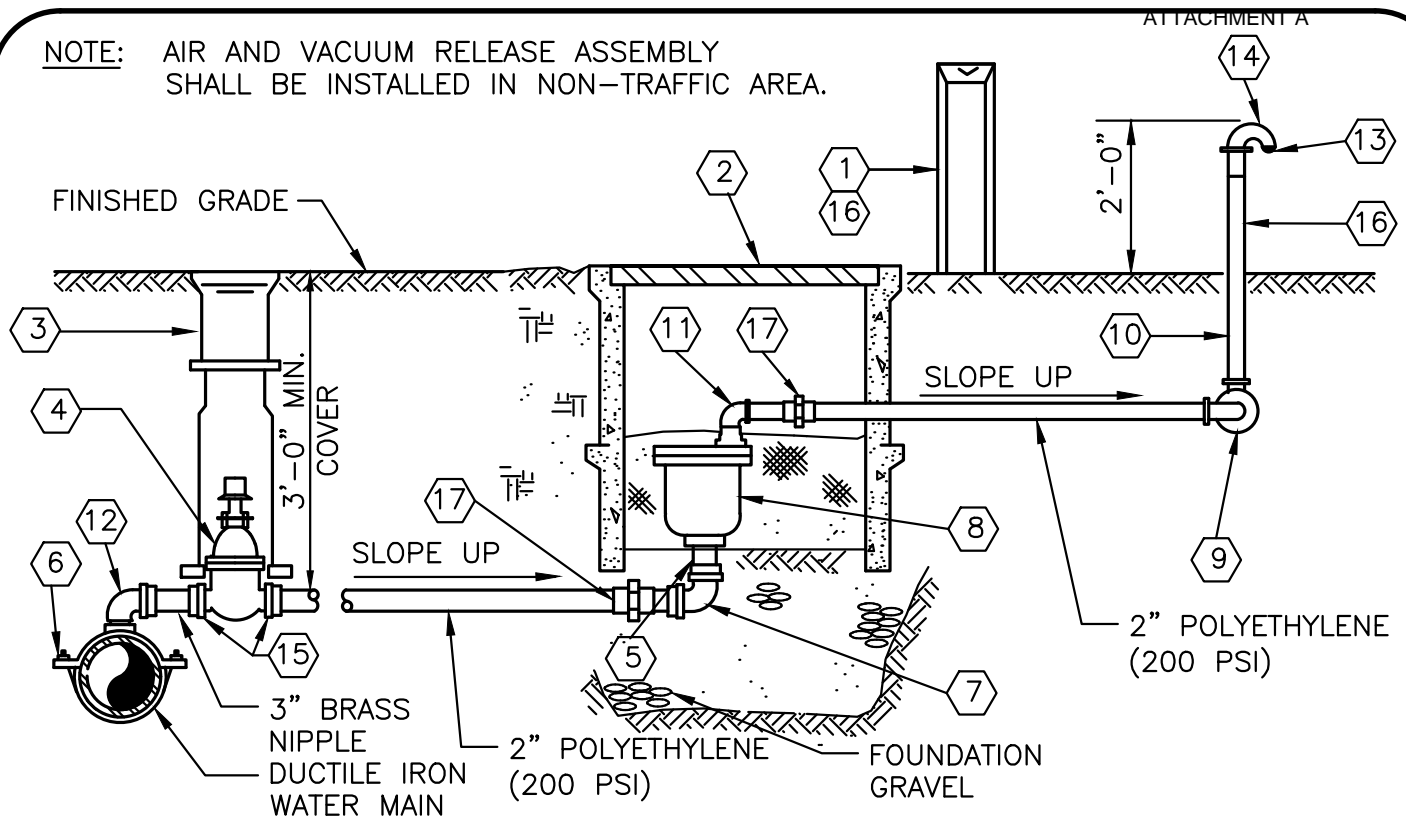 ATTACHMENT A
NOTE: AIR AND VACUUM RELEASE ASSEMBLY
SHALL BE INSTALLED IN NON-TRAFFIC AREA.
14
13
2
1
16
2'-0"
16
FINISHED GRADE
3
11
17
10
SLOPE UP
4
3'-0" MIN.
COVER
17
8
12
SLOPE UP
6
9
15
5
7
2" POLYETHYLENE
(200 PSI)
3" BRASS
NIPPLE
DUCTILE IRON
WATER MAIN
2" POLYETHYLENE
(200 PSI)
FOUNDATION
GRAVEL